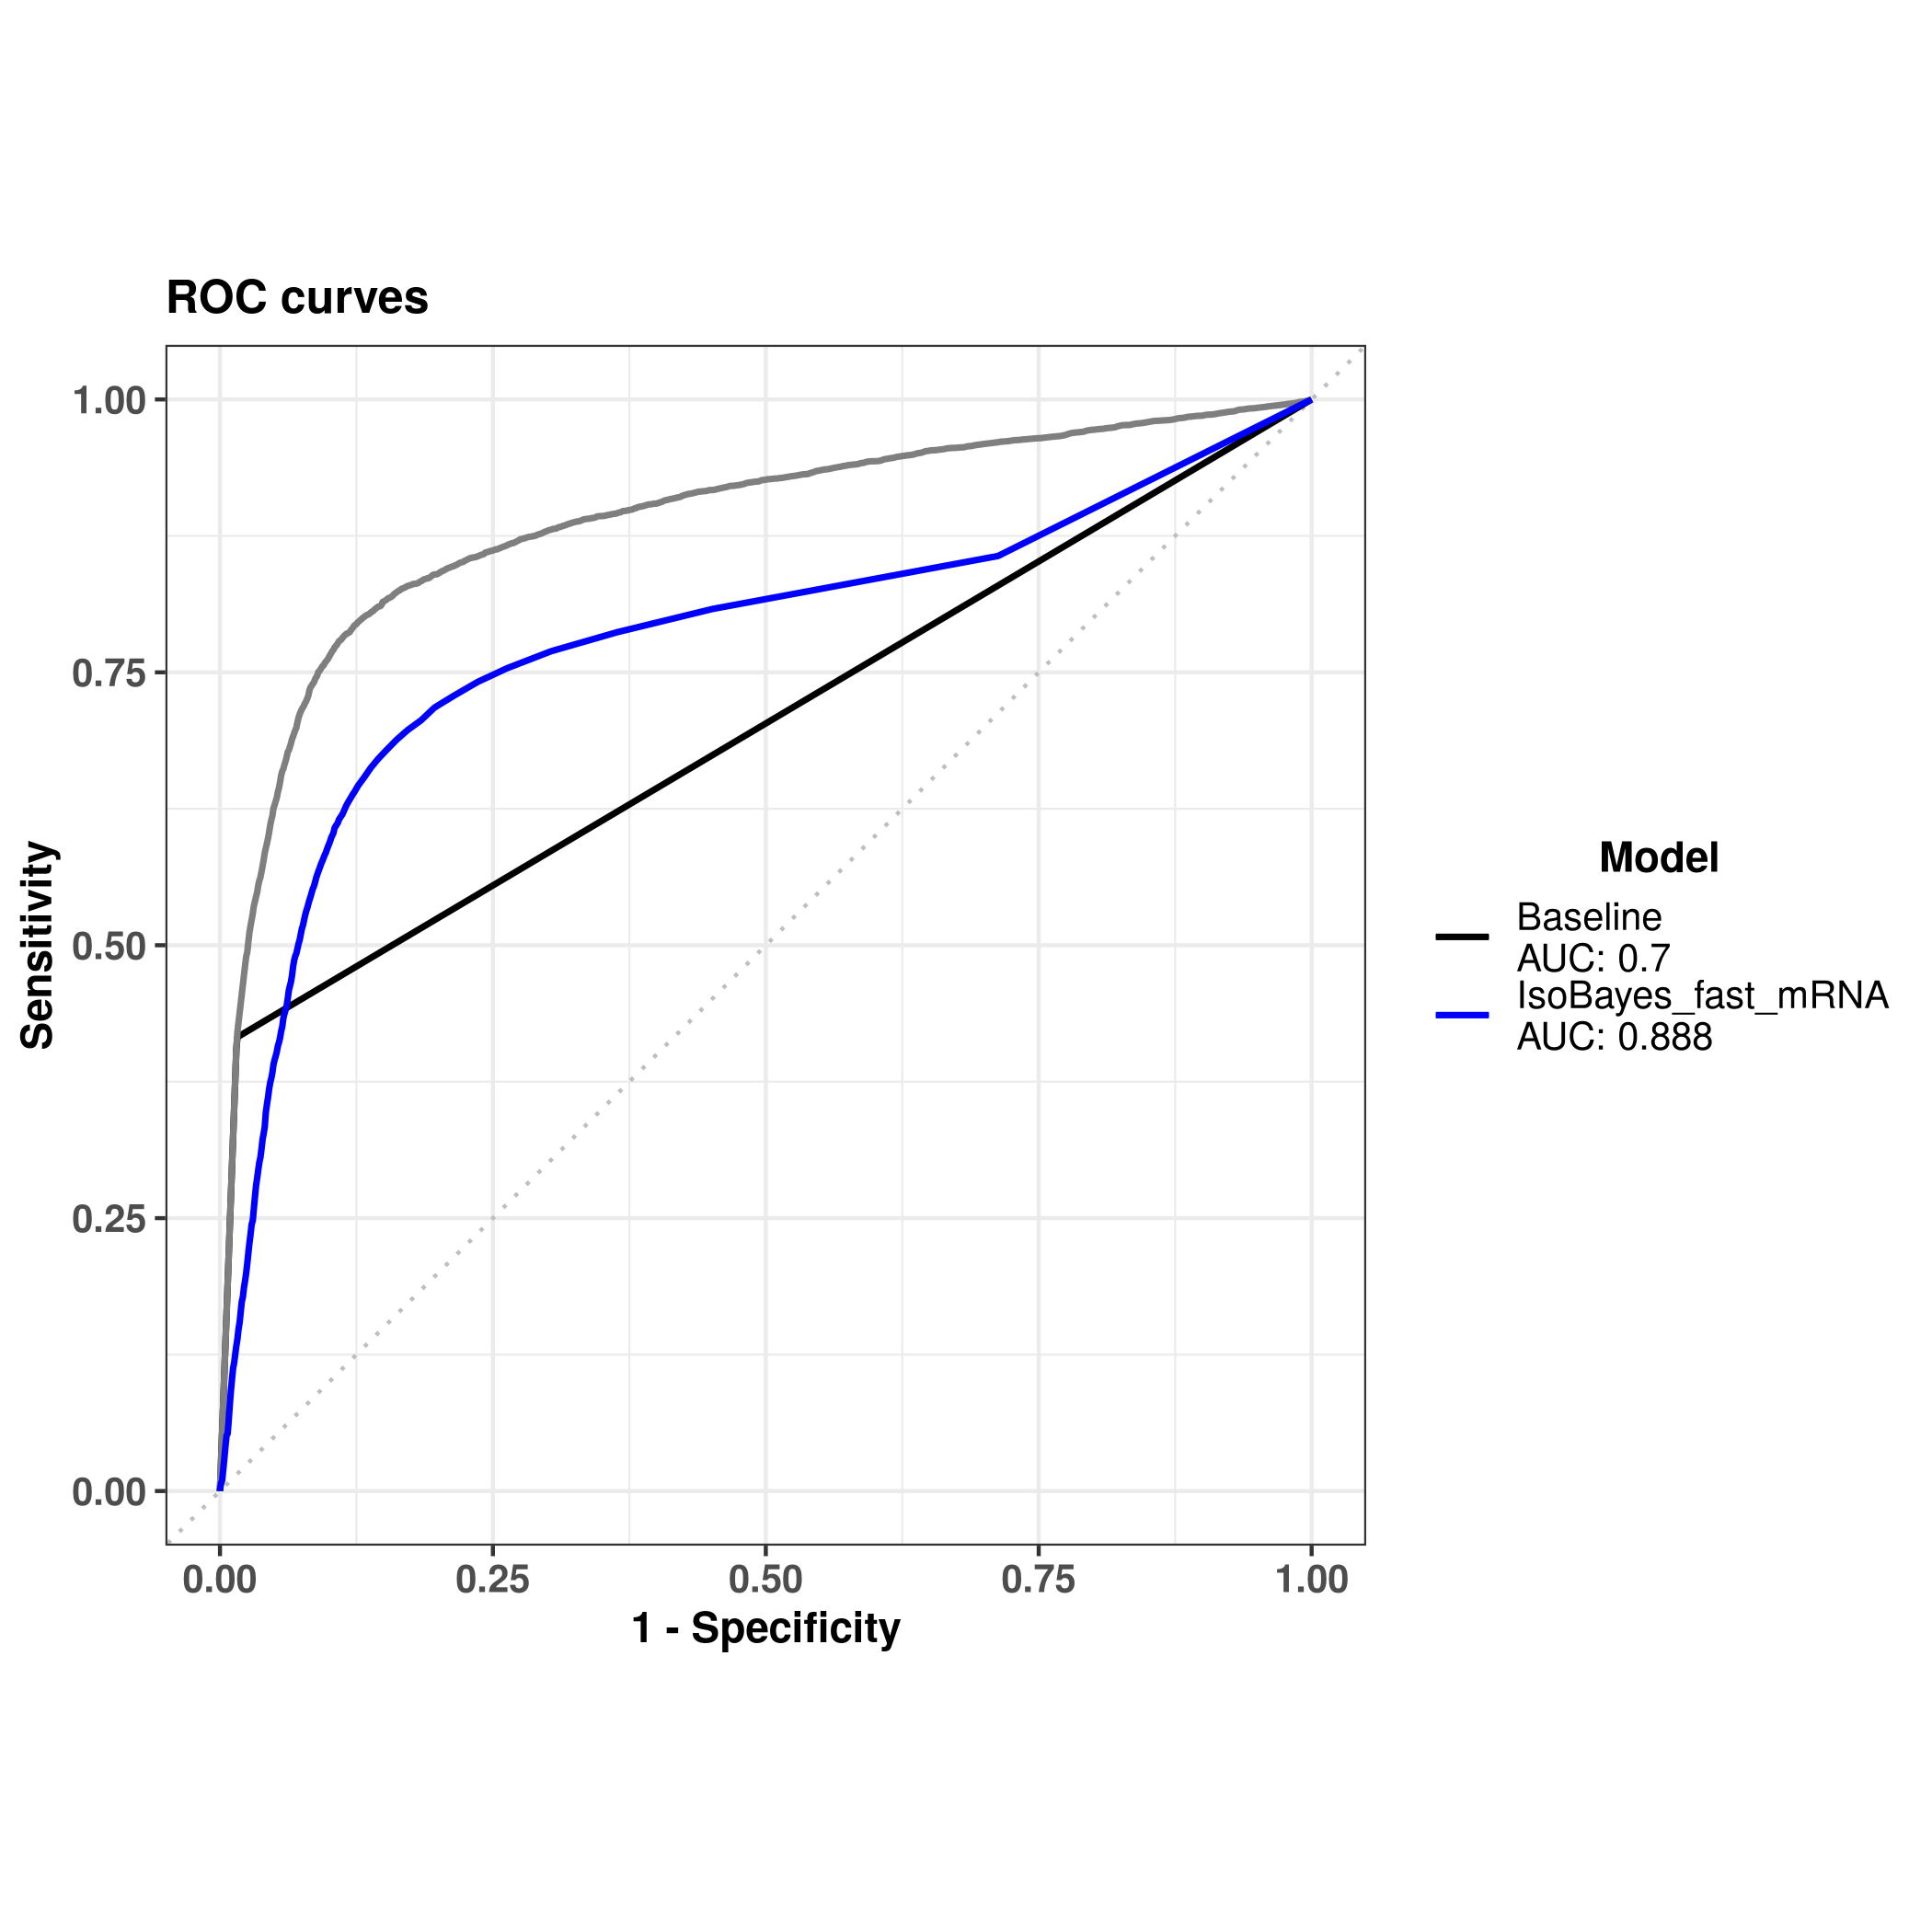 ROC curves
1.00
0.75
0.50
0.25
0.00
Sensitivity
0.00 0.25 0.50 0.75 1.00
1 - Specificity
Model
Baseline
AUC: 0.7
IsoBayes_fast_mRNA
AUC: 0.888